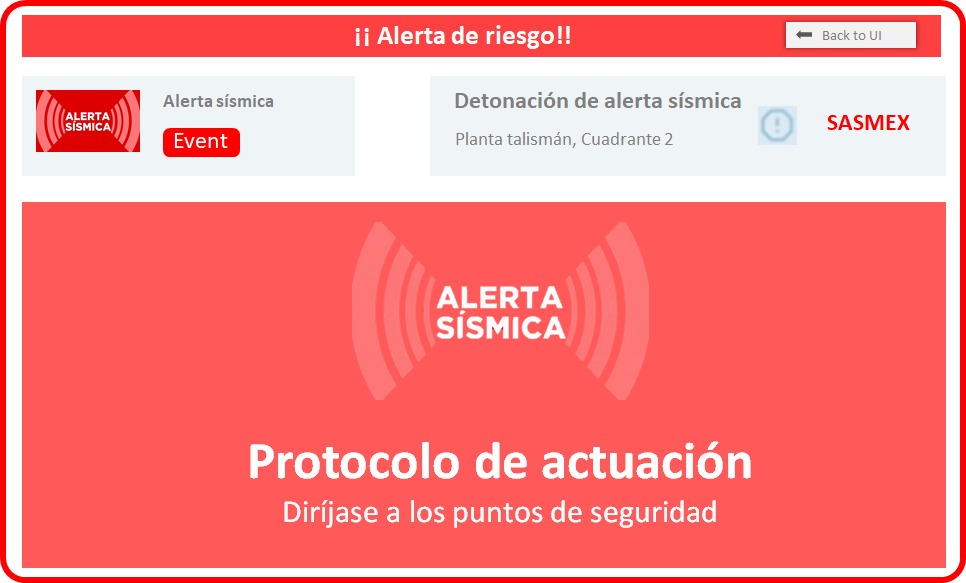 ¡¡ Alerta de riesgo!!
Back to UI
ALERTA
SÍSMICA
Alerta sísmica
Event
Detonación de alerta sísmica
Planta talismán, Cuadrante 2
SASMEX
ALERTA
SÍSMICA
Protocolo de actuación
Diríjase a los puntos de seguridad